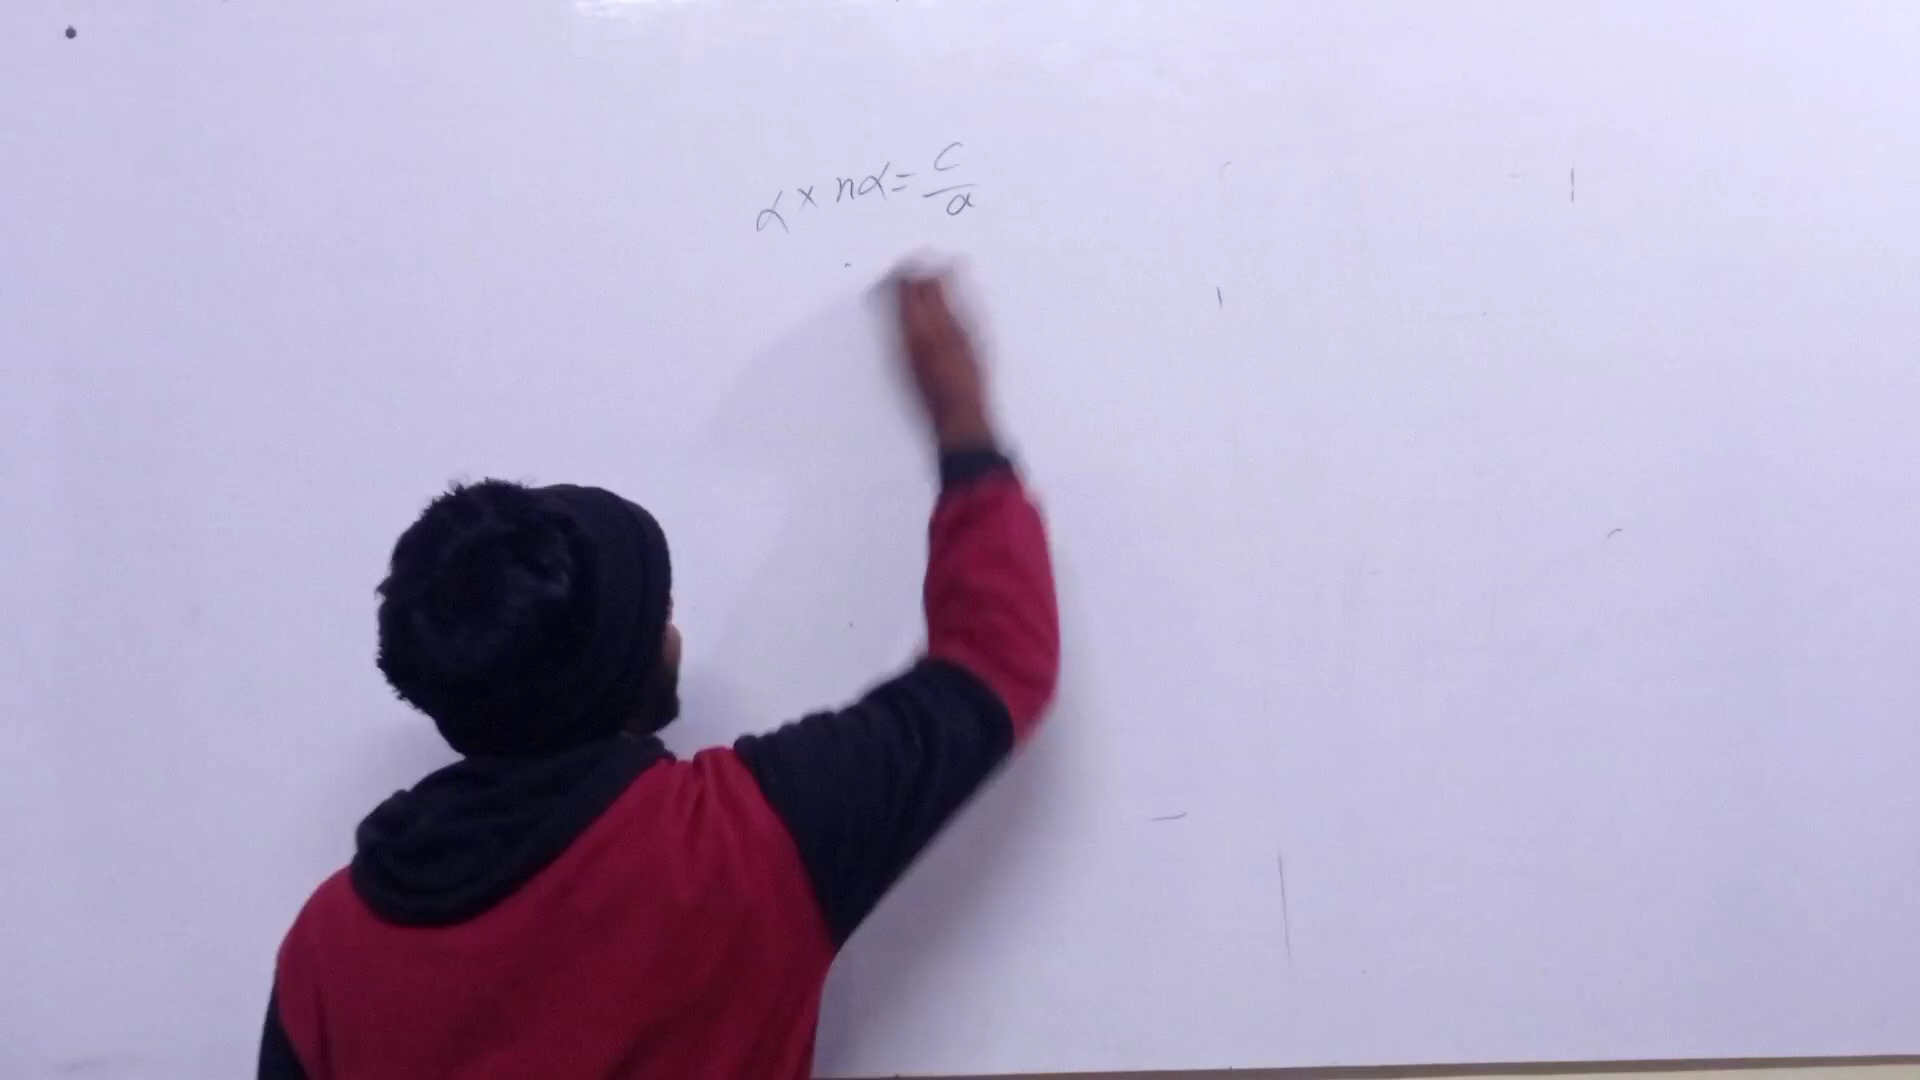 α × nα = c/a